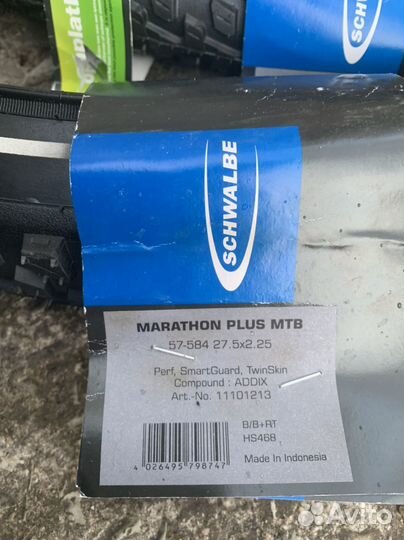 platin
SCHWALBE
MARATHON PLUS MTB
57-584 27.5x2.25
Perf, SmartGuard, TwinSkin
Compound : ADDIX
Art.-No. 11101213
B/B+RT
HS468
4 026495 798747
Made In Indonesia
Avito